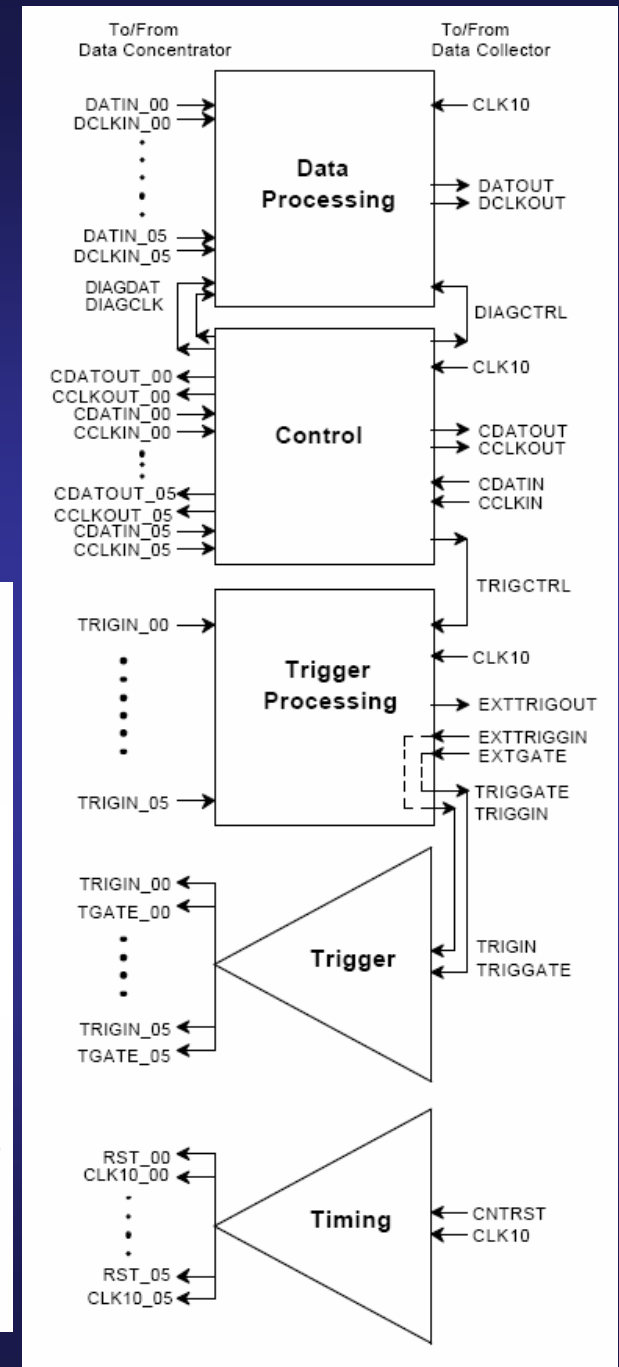 To/From
Data Concentrator
To/From
Data Collector
DATIN_00
DCLKIN_00
DATIN_05
DCLKIN_05
DIAGDAT
DIAGCLK
Data
Processing
CLK10
DATOUT
DCLKOUT
DIAGCTRL
CDATOUT_00
CCLKOUT_00
CDATIN_00
CCLKIN_00
CDATOUT_05
CCLKOUT_05
CDATIN_05
CCLKIN_05
Control
CLK10
CDATOUT
CCLKOUT
CDATIN
CCLKIN
TRIGCTRL
TRIGIN_00
TRIGIN_05
Trigger
Processing
CLK10
EXTTRIGOUT
EXTTRIGGIN
EXTGATE
TRIGGATE
TRIGGIN
TRIGIN_00
TGATE_00
TRIGIN_05
TGATE_05
Trigger
TRIGIN
TRIGGATE
RST_00
CLK10_00
RST_05
CLK10_05
Timing
CNTRST
CLK10